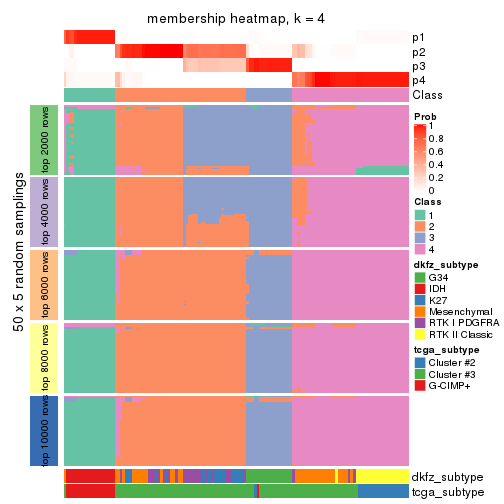 membership heatmap, k = 4
p1
p2
p3
p4
Class
50 x 5 random samplings
top 2000 rows
top 4000 rows
top 6000 rows
top 8000 rows
top 10000 rows
Prob
1
0.8
0.6
0.4
0.2
0
Class
1
2
3
4
dkfz_subtype
G34
IDH
K27
Mesenchymal
RTK I PDGFRA
RTK II Classic
tcga_subtype
Cluster #2
Cluster #3
G-CIMP+
dkfz_subtype
tcga_subtype